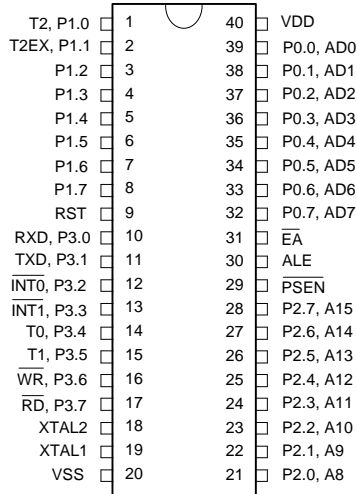 T2, P1.0 1 40 VDD
T2EX, P1.1 2 39 P0.0, AD0
P1.2 3 38 P0.1, AD1
P1.3 4 37 P0.2, AD2
P1.4 5 36 P0.3, AD3
P1.5 6 35 P0.4, AD4
P1.6 7 34 P0.5, AD5
P1.7 8 33 P0.6, AD6
RST 9 32 P0.7, AD7
RXD, P3.0 10 31 E̅A̅
TXD, P3.1 11 30 ALE
I̅N̅T̅0̅, P3.2 12 29 P̅S̅E̅N̅
I̅N̅T̅1̅, P3.3 13 28 P2.7, A15
T0, P3.4 14 27 P2.6, A14
T1, P3.5 15 26 P2.5, A13
W̅R̅, P3.6 16 25 P2.4, A12
R̅D̅, P3.7 17 24 P2.3, A11
XTAL2 18 23 P2.2, A10
XTAL1 19 22 P2.1, A9
VSS 20 21 P2.0, A8